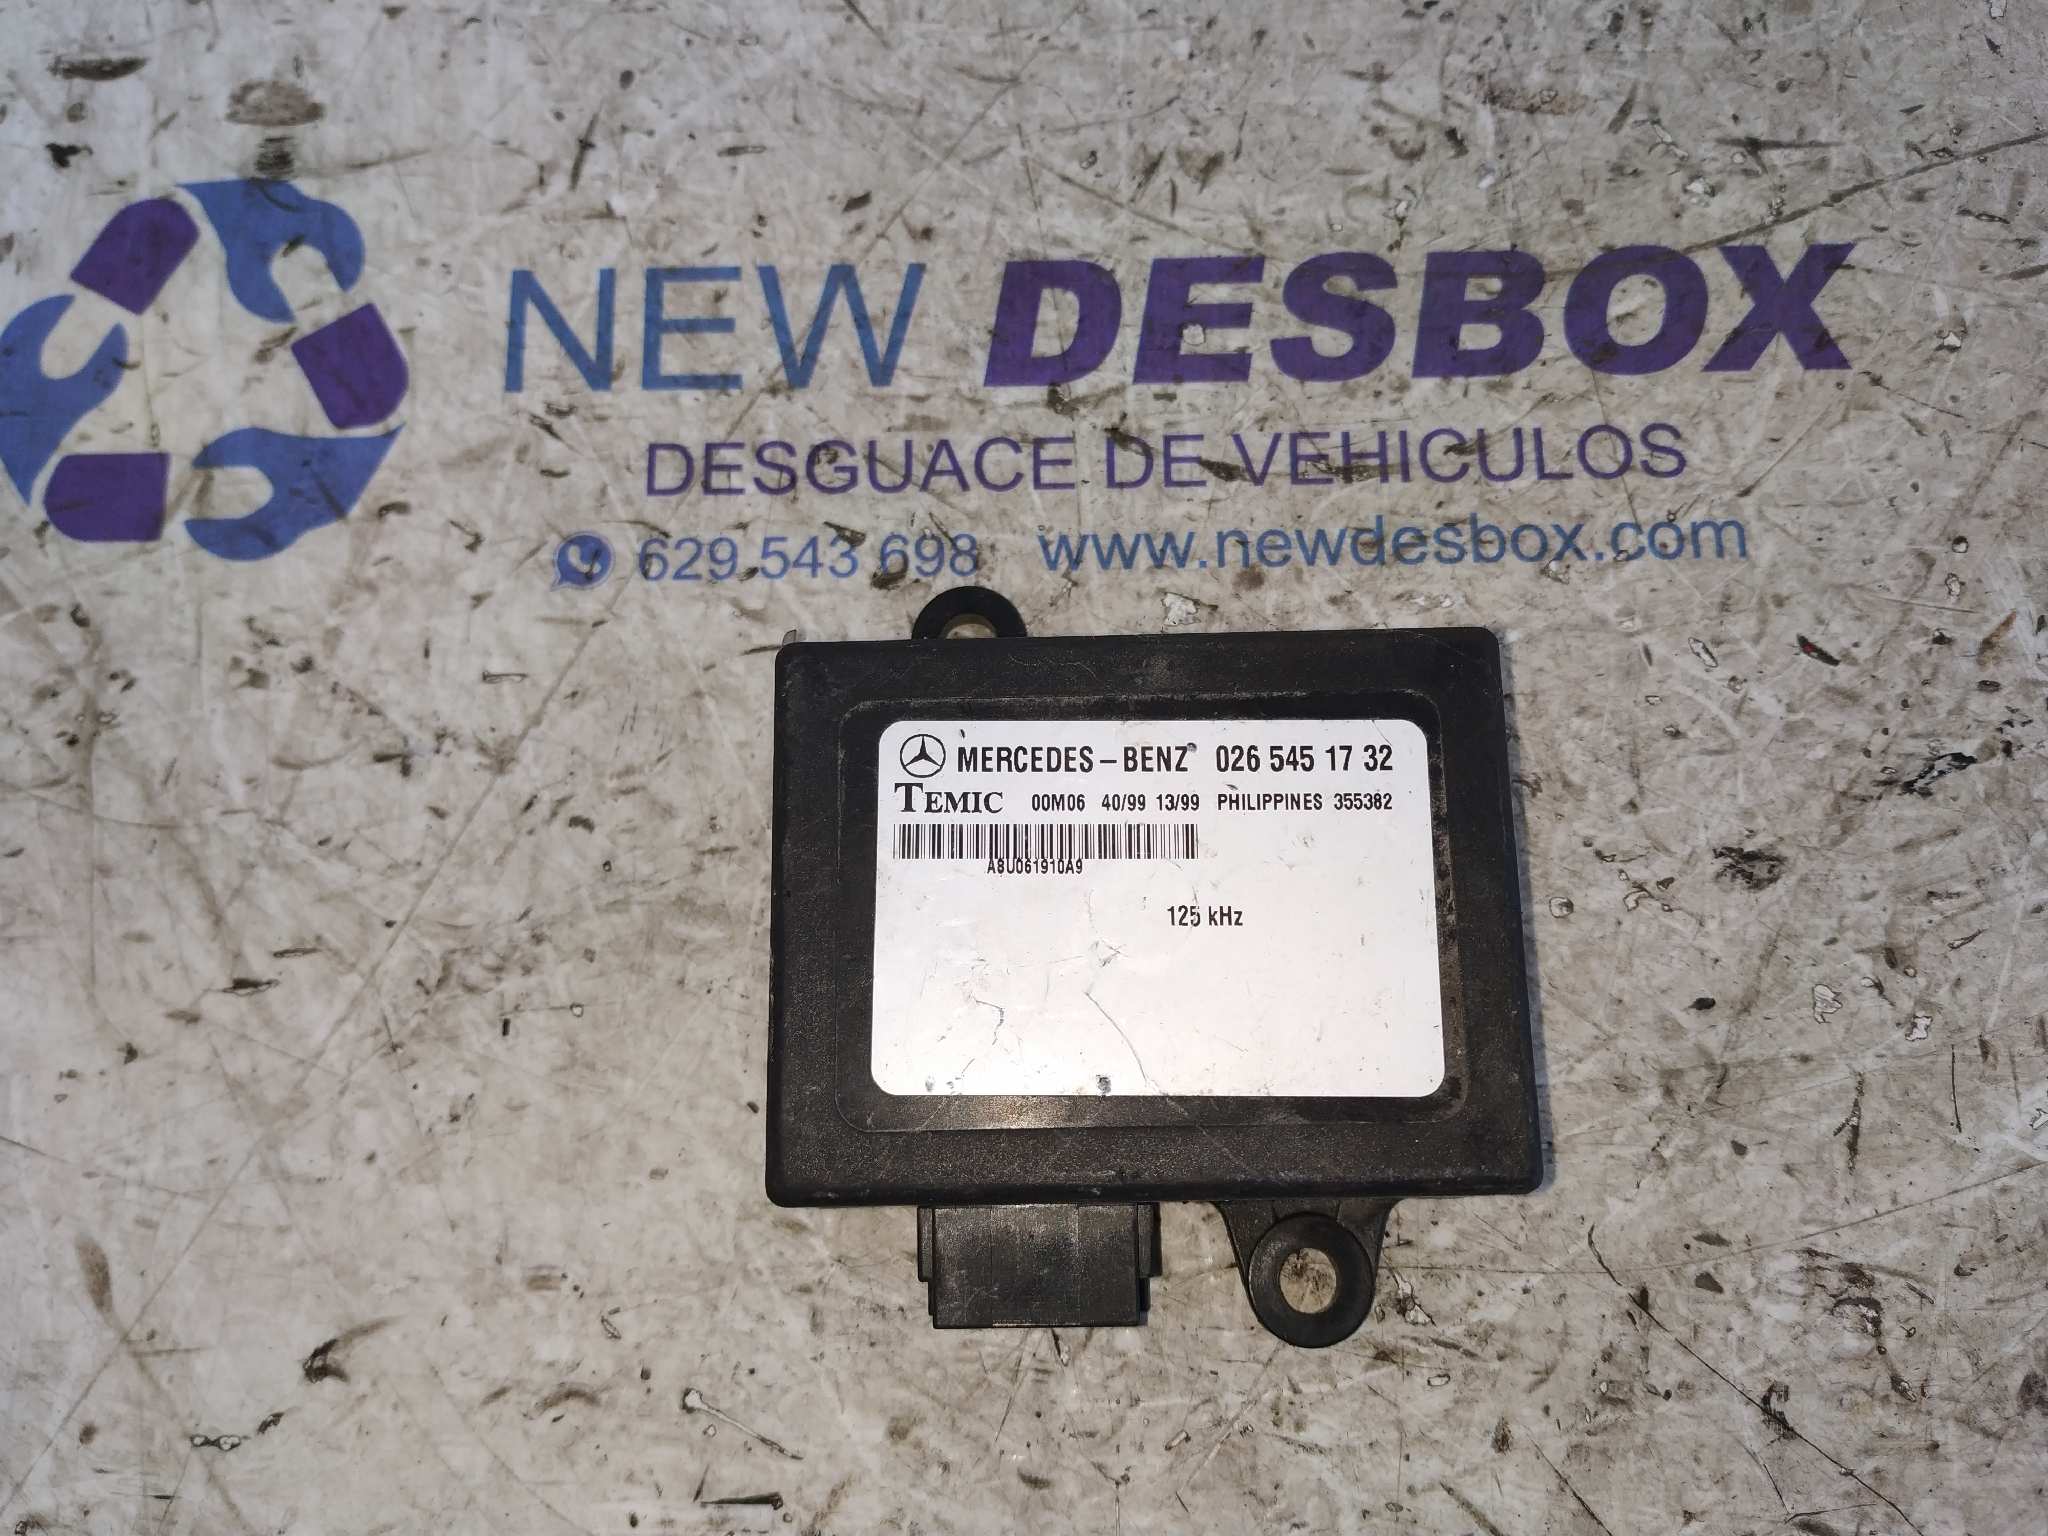 NEW DESBOX
DESGUACE DE VEHICULOS
629 543 698 www.newdesbox.com
MERCEDES-BENZ 026 545 17 32
TEMIC 00M06 40/99 13/99 PHILIPPINES 355382
A8U061910A9
125 kHz